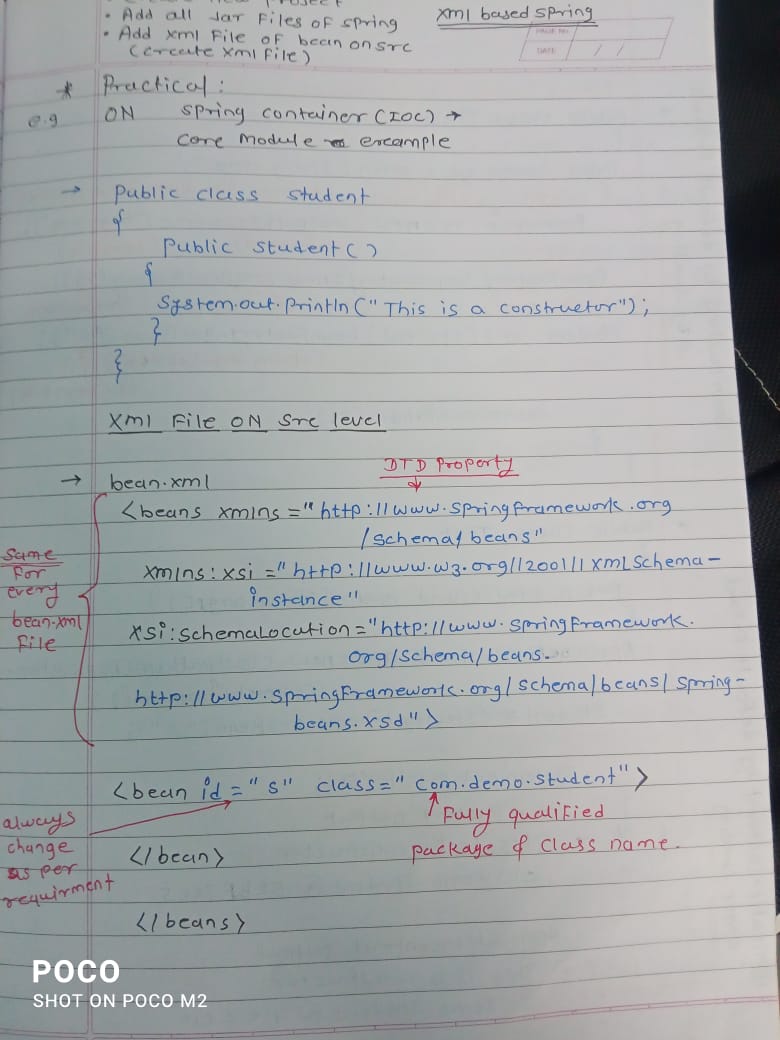 Project
• Add all Jar Files of spring
xml based spring
• Add xml File of bean on src
(create xml file)
PAGE NO.
DATE / /
* Practical :
e.g ON spring container (IOC) →
core module example
→ Public class student
{
Public student ( )
{
System.out.println ("This is a constructor");
}
}
Xml File ON Src level
DTD Property
→ bean.xml
<beans xmlns ="http://www.springframework.org
/schema/beans"
xmlns:xsi ="http://www.w3.org//2001/1 XMLSchema-
instance"
xsi:schemaLocation="http://www.springframework.
org/schema/beans.
http://www.springframework.org/schema/beans/spring-
beans.xsd">
same
for
every
bean.xml
file
<bean id="s" class="com.demo.student">
Fully qualified
package & class name.
always
change
as per
requirment
</bean>
</beans>
POCO
SHOT ON POCO M2